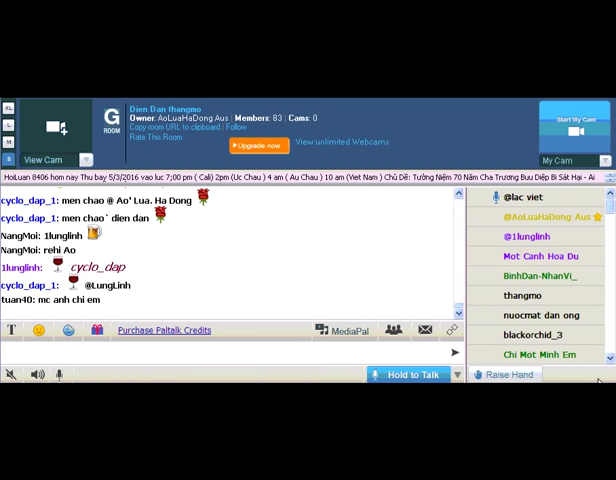 XL
L
M
S
View Cam
G
ROOM
Dien Dan thangmo
Owner: AoLuaHaDong Aus | Members: 83 | Cams: 0
Copy room URL to clipboard | Follow
Rate This Room
Upgrade now
View unlimited Webcams
Start My Cam
My Cam
HoiLuan 8406 hom nay Thu bay 5/3/2016 vao luc 7;00 pm ( Cali) 2pm (Uc Chau ) 4 am ( Au Chau ) 10 am (Viet Nam ) Chủ Đề: Tưởng Niệm 70 Năm Cha Trương Bửu Diệp Bị Sát Hại - Ai
cyclo_dap_1: men chao @ Ao' Lua. Ha Dong
cyclo_dap_1: men chao` dien dan
NangMoi: 1lunglinh
NangMoi: rehi Ao
1lunglinh: cyclo_dap
cyclo_dap_1: @LungLinh
tuan40: mc anh chi em
@lac viet
@AoLuaHaDong Aus
@1lunglinh
Mot Canh Hoa Du
BinhDan-NhanVi_
thangmo
nuocmat dan ong
blackorchid_3
Chi Mot Minh Em
T
Purchase Paltalk Credits
MediaPal
Hold to Talk
Raise Hand